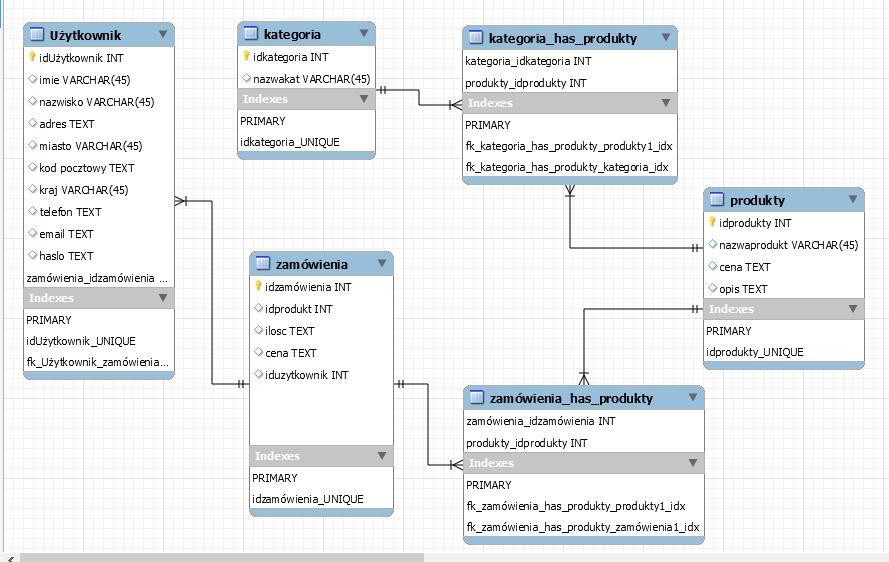 Użytkownik
idUżytkownik INT
imie VARCHAR(45)
nazwisko VARCHAR(45)
adres TEXT
miasto VARCHAR(45)
kod pocztowy TEXT
kraj VARCHAR(45)
telefon TEXT
email TEXT
haslo TEXT
zamówienia_idzamówienia ...
Indexes
PRIMARY
idUżytkownik_UNIQUE
fk_Użytkownik_zamówienia...
kategoria
idkategoria INT
nazwakat VARCHAR(45)
Indexes
PRIMARY
idkategoria_UNIQUE
kategoria_has_produkty
kategoria_idkategoria INT
produkty_idprodukty INT
Indexes
PRIMARY
fk_kategoria_has_produkty_produkty1_idx
fk_kategoria_has_produkty_kategoria_idx
produkty
idprodukty INT
nazwaprodukt VARCHAR(45)
cena TEXT
opis TEXT
Indexes
PRIMARY
idprodukty_UNIQUE
zamówienia
idzamówienia INT
idprodukt INT
ilosc TEXT
cena TEXT
iduzytkownik INT
Indexes
PRIMARY
idzamówienia_UNIQUE
zamówienia_has_produkty
zamówienia_idzamówienia INT
produkty_idprodukty INT
Indexes
PRIMARY
fk_zamówienia_has_produkty_produkty1_idx
fk_zamówienia_has_produkty_zamówienia1_idx